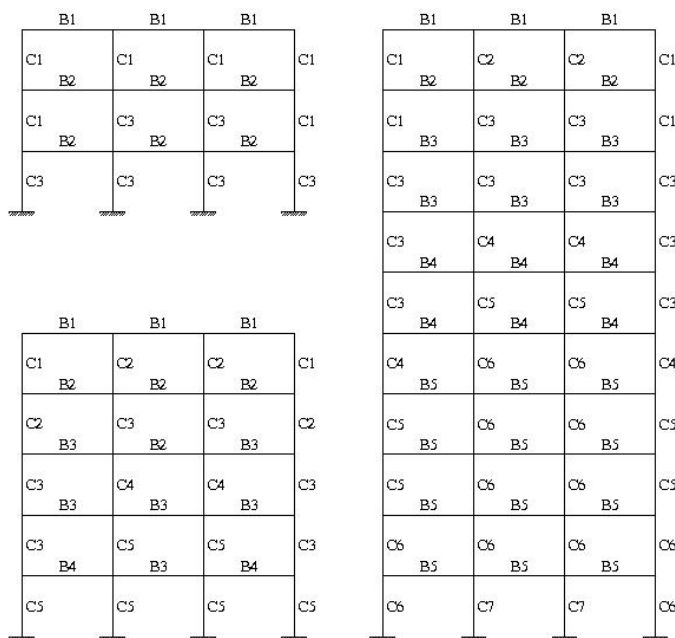 B1 B1 B1
C1 C1 C1 C1
B2 B2 B2
C1 C3 C3 C1
B2 B2 B2
C3 C3 C3 C3
B1 B1 B1
C1 C2 C2 C1
B2 B2 B2
C2 C3 C3 C2
B3 B2 B3
C3 C4 C4 C3
B3 B3 B3
C3 C5 C5 C3
B4 B3 B4
C5 C5 C5 C5
B1 B1 B1
C1 C2 C2 C1
B2 B2 B2
C1 C3 C3 C1
B3 B3 B3
C3 C3 C3 C3
B3 B3 B3
C3 C4 C4 C3
B4 B4 B4
C3 C5 C5 C3
B4 B4 B4
C4 C6 C6 C4
B5 B5 B5
C5 C6 C6 C5
B5 B5 B5
C5 C6 C6 C5
B5 B5 B5
C6 C6 C6 C6
B5 B5 B5
C6 C7 C7 C6